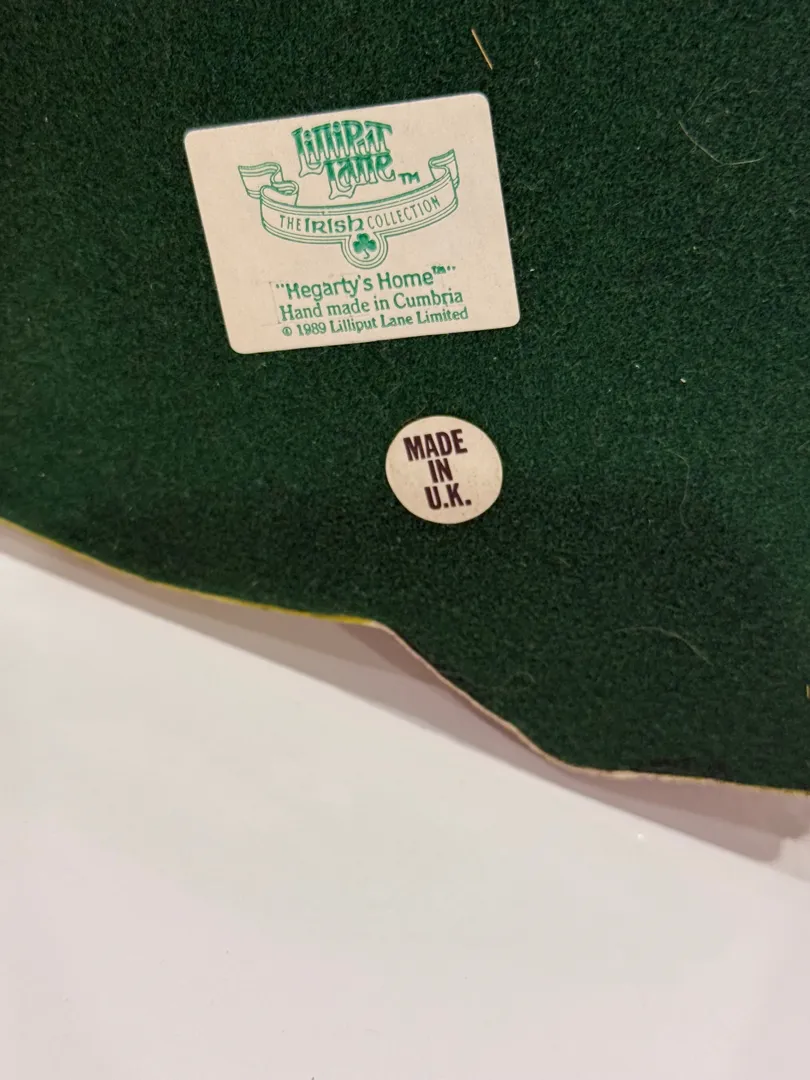 Lilliput
Lane™
THE IRISH COLLECTION
"Hegarty's Home™"
Hand made in Cumbria
© 1989 Lilliput Lane Limited
MADE
IN
U.K.